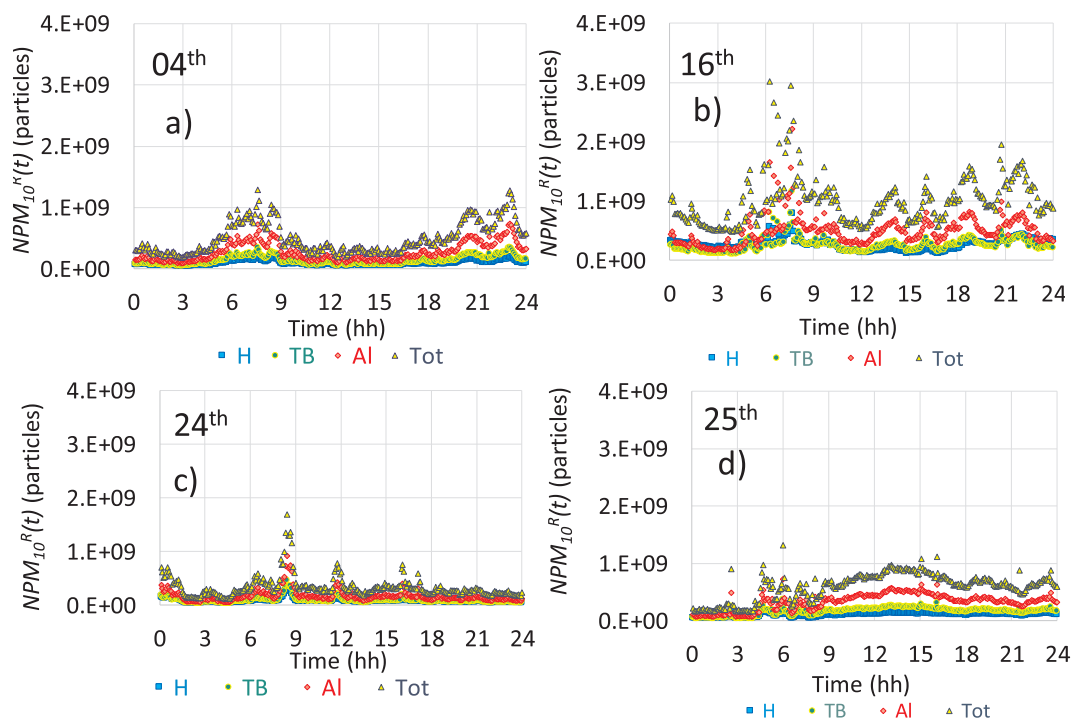 NPM₁₀ᴿ(t) (particles)
4.E+09
3.E+09
2.E+09
1.E+09
0.E+00
04ᵗʰ
a)
0 3 6 9 12 15 18 21 24
Time (hh)
H TB Al Tot
NPM₁₀ᴿ(t) (particles)
4.E+09
3.E+09
2.E+09
1.E+09
0.E+00
16ᵗʰ
b)
0 3 6 9 12 15 18 21 24
Time (hh)
H TB Al Tot
NPM₁₀ᴿ(t) (particles)
4.E+09
3.E+09
2.E+09
1.E+09
0.E+00
24ᵗʰ
c)
0 3 6 9 12 15 18 21 24
Time (hh)
H TB Al Tot
NPM₁₀ᴿ(t) (particles)
4.E+09
3.E+09
2.E+09
1.E+09
0.E+00
25ᵗʰ
d)
0 3 6 9 12 15 18 21 24
Time (hh)
H TB Al Tot